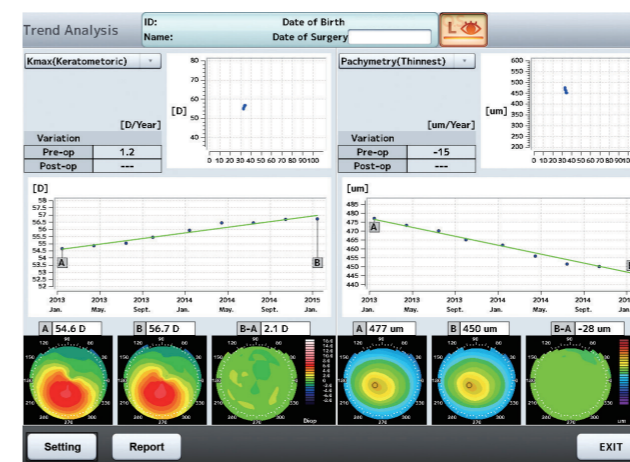 Trend Analysis
ID:
Name:
Date of Birth
Date of Surgery
L
Kmax(Keratometoric)
[D/Year]
Variation
Pre-op 1.2
Post-op ---
[D]
80
70
60
50
40
0 10 20 30 40 50 60 70 80 90100
Pachymetry(Thinnest)
[um/Year]
Variation
Pre-op -15
Post-op ---
[um]
600
550
500
450
400
350
300
250
200
0 10 20 30 40 50 60 70 80 90100
[D]
58
57.5
57
56.5
56
55.5
55
54.5
54
53.5
53
52.5
52
A
B
2013 2013 2013 2014 2014 2014 2015
Jan. May. Sept. Jan. May. Sept. Jan.
[um]
485
480
475
470
465
460
455
450
445
440
A
2013 2013 2013 2014 2014 2014
Jan. May. Sept. Jan. May. Sept. Jan.
A 54.6 D
B 56.7 D
B-A 2.1 D
A 477 um
B 450 um
B-A -28 um
Diop
um
Setting
Report
EXIT